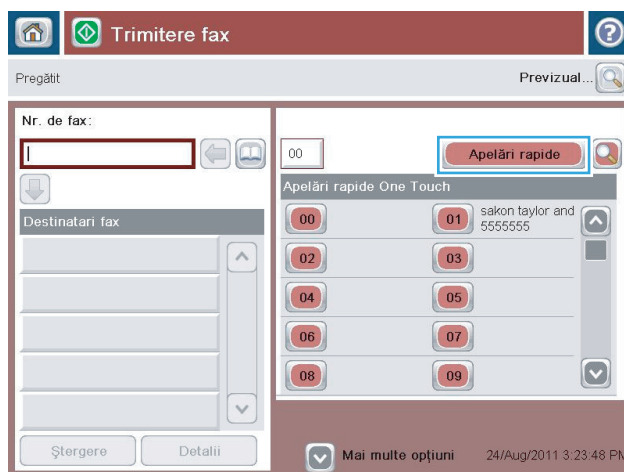 Trimitere fax
?
Pregătit
Previzual...
Nr. de fax:
00
Apelări rapide
Apelări rapide One Touch
00
01
sakon taylor and
5555555
02
03
04
05
06
07
08
09
Destinatari fax
Ştergere
Detalii
Mai multe opţiuni
24/Aug/2011 3:23:48 PM